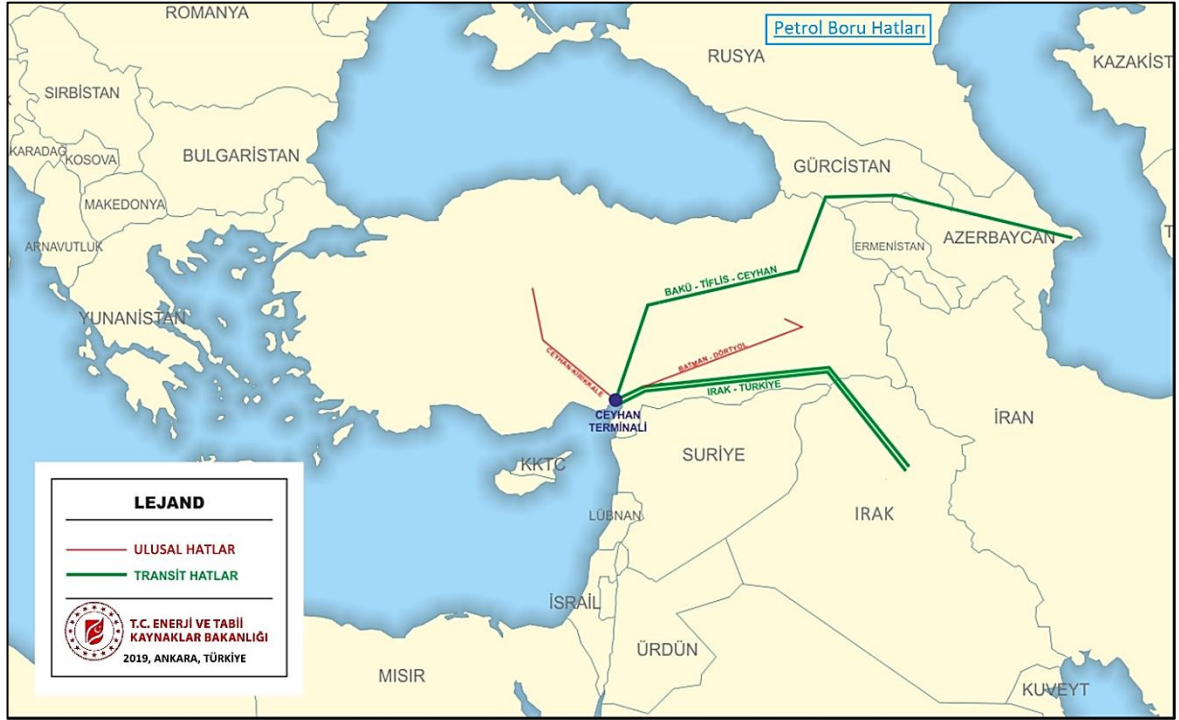 ROMANYA
Petrol Boru Hatları
RUSYA
KAZAKİST
SIRBİSTAN
KARADAĞ
KOSOVA
BULGARİSTAN
GÜRCİSTAN
MAKEDONYA
ARNAVUTLUK
ERMENİSTAN
AZERBAYCAN
T
BAKÜ - TİFLİS - CEYHAN
YUNANİSTAN
CEYHAN-KIRIKKALE
BATMAN - DÖRTYOL
IRAK - TÜRKİYE
CEYHAN
TERMİNALİ
İRAN
SURİYE
KKTC
LÜBNAN
IRAK
İSRAİL
ÜRDÜN
MISIR
KUVEYT
LEJAND
ULUSAL HATLAR
TRANSİT HATLAR
T.C. ENERJİ VE TABİİ
KAYNAKLAR BAKANLIĞI
2019, ANKARA, TÜRKİYE